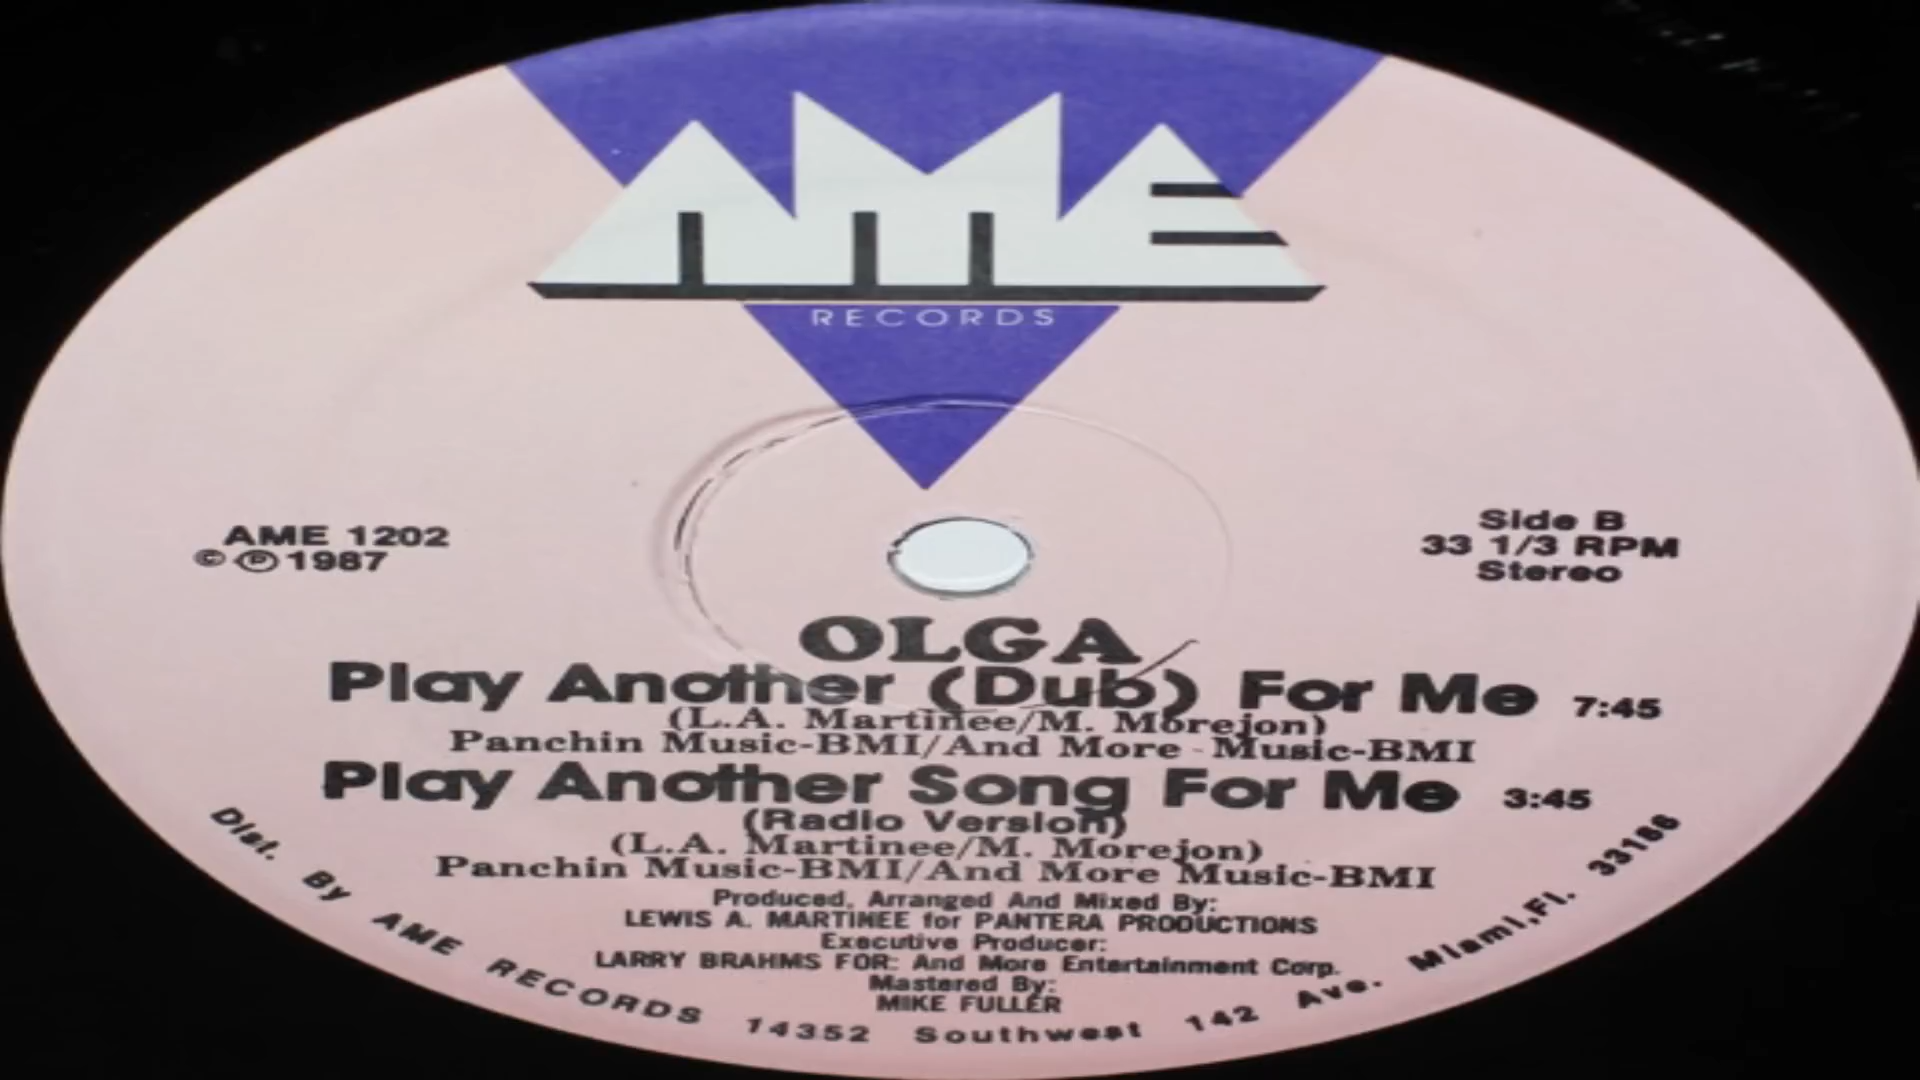 AME
RECORDS
AME 1202
© ℗ 1987
Side B
33 1/3 RPM
Stereo
OLGA
Play Another (Dub) For Me 7:45
(L.A. Martinee/M. Morejon)
Panchin Music-BMI/And More Music-BMI
Play Another Song For Me 3:45
(Radio Version)
(L.A. Martinee/M. Morejon)
Panchin Music-BMI/And More Music-BMI
Produced, Arranged And Mixed By:
LEWIS A. MARTINEE for PANTERA PRODUCTIONS
Executive Producer:
LARRY BRAHMS FOR: And More Entertainment Corp.
Mastered By:
MIKE FULLER
Dist. By AME RECORDS 14352 Southwest 142 Ave. Miami, Fl. 33186